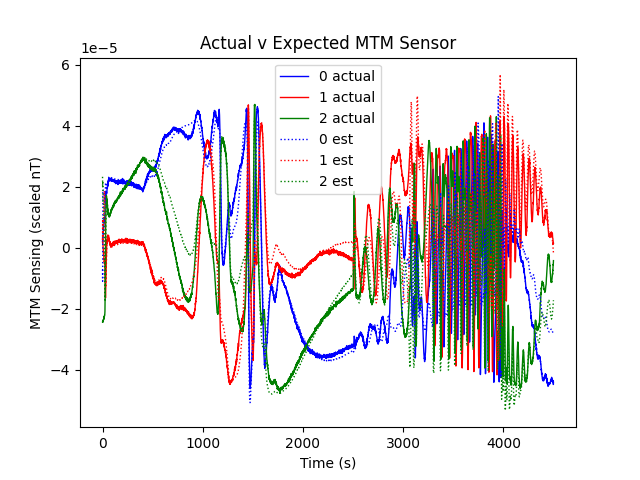 Actual v Expected MTM Sensor
1e−5
MTM Sensing (scaled nT)
6
4
2
0
−2
−4
0 actual
1 actual
2 actual
0 est
1 est
2 est
0 1000 2000 3000 4000
Time (s)